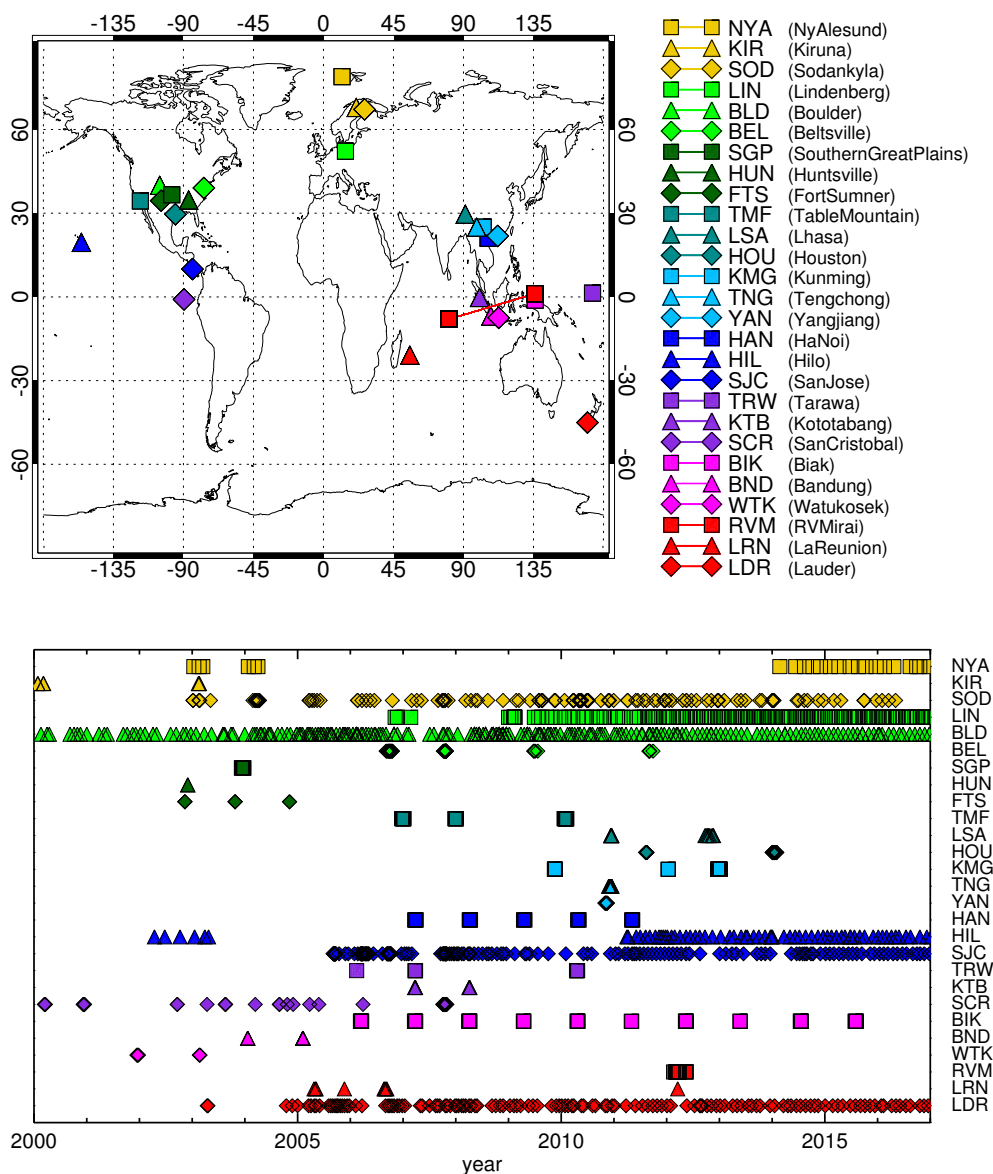 -135 -90 -45 0 45 90 135
60
30
0
-30
-60
60
30
0
-30
-60
-135 -90 -45 0 45 90 135
NYA (NyAlesund)
KIR (Kiruna)
SOD (Sodankyla)
LIN (Lindenberg)
BLD (Boulder)
BEL (Beltsville)
SGP (SouthernGreatPlains)
HUN (Huntsville)
FTS (FortSumner)
TMF (TableMountain)
LSA (Lhasa)
HOU (Houston)
KMG (Kunming)
TNG (Tengchong)
YAN (Yangjiang)
HAN (HaNoi)
HIL (Hilo)
SJC (SanJose)
TRW (Tarawa)
KTB (Kototabang)
SCR (SanCristobal)
BIK (Biak)
BND (Bandung)
WTK (Watukosek)
RVM (RVMirai)
LRN (LaReunion)
LDR (Lauder)
NYA
KIR
SOD
LIN
BLD
BEL
SGP
HUN
FTS
TMF
LSA
HOU
KMG
TNG
YAN
HAN
HIL
SJC
TRW
KTB
SCR
BIK
BND
WTK
RVM
LRN
LDR
2000 2005 2010 2015
year